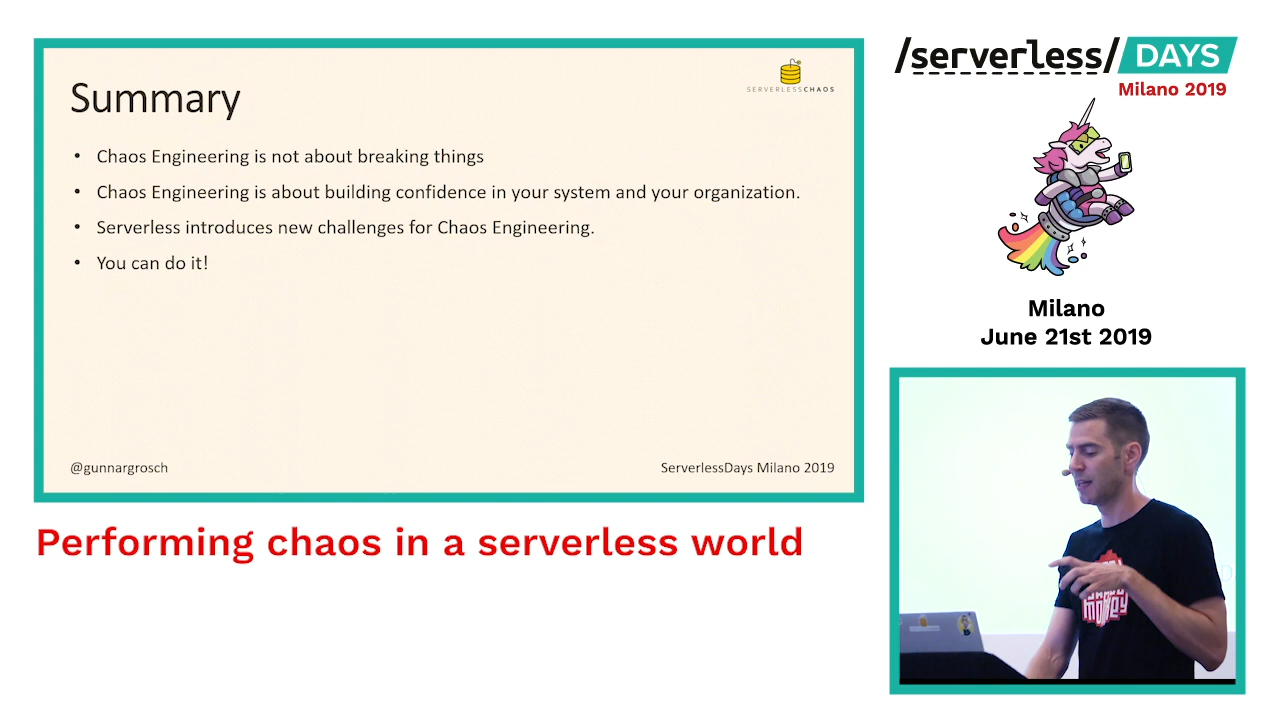 Summary
SERVERLESSCHAOS
• Chaos Engineering is not about breaking things
• Chaos Engineering is about building confidence in your system and your organization.
• Serverless introduces new challenges for Chaos Engineering.
• You can do it!
@gunnargrosch
ServerlessDays Milano 2019
Performing chaos in a serverless world
/serverless/DAYS
Milano 2019
Milano
June 21st 2019